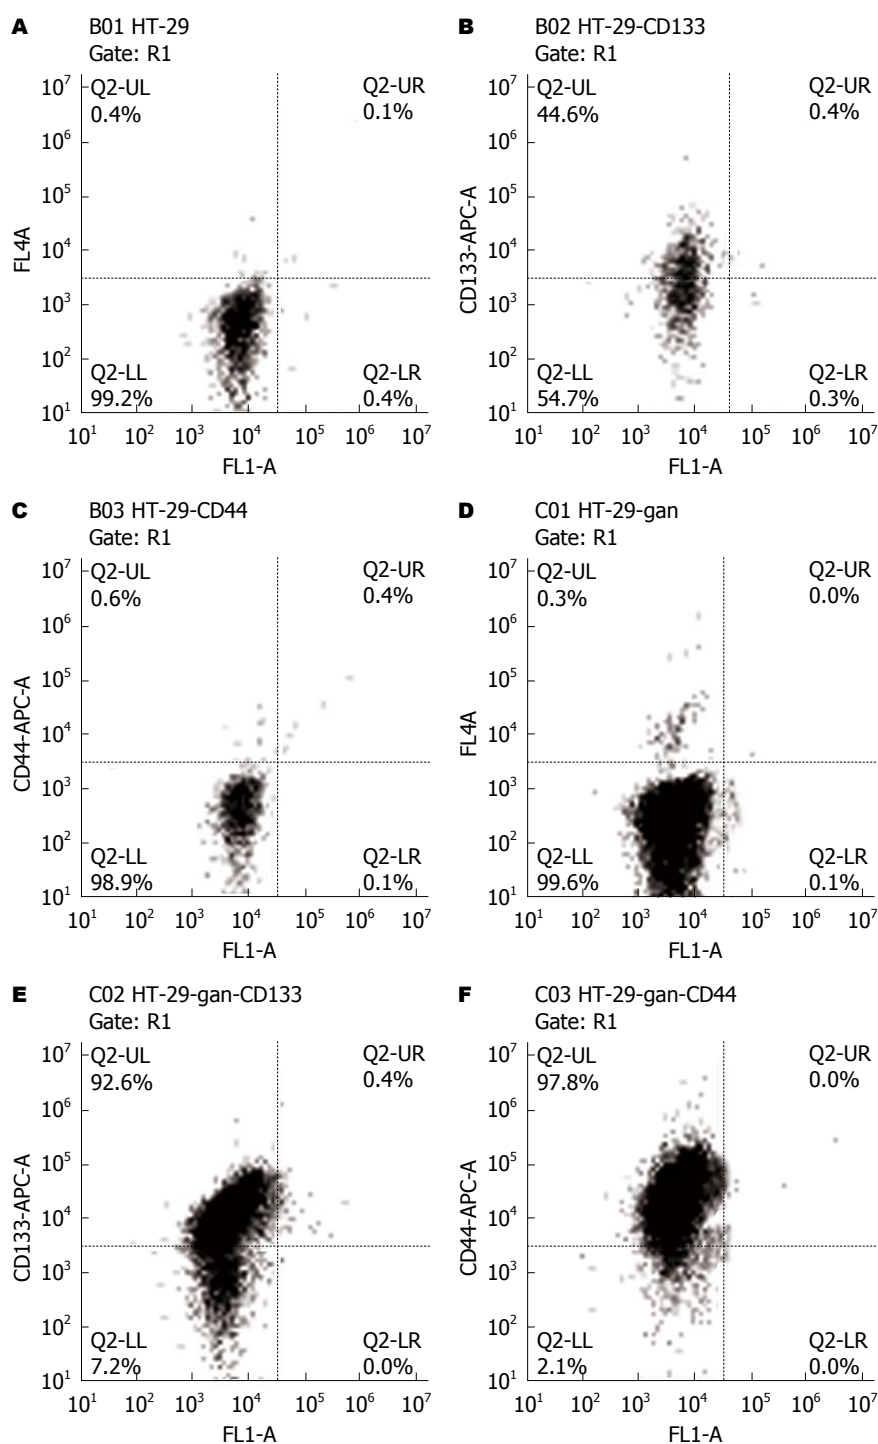 A
B01 HT-29
Gate: R1
Q2-UL
0.4%
Q2-UR
0.1%
Q2-LL
99.2%
Q2-LR
0.4%
10^7
10^6
10^5
10^4
10^3
10^2
10^1
FL4A
10^1 10^2 10^3 10^4 10^5 10^6 10^7
FL1-A
B
B02 HT-29-CD133
Gate: R1
Q2-UL
44.6%
Q2-UR
0.4%
Q2-LL
54.7%
Q2-LR
0.3%
10^7
10^6
10^5
10^4
10^3
10^2
10^1
CD133-APC-A
10^1 10^2 10^3 10^4 10^5 10^6 10^7
FL1-A
C
B03 HT-29-CD44
Gate: R1
Q2-UL
0.6%
Q2-UR
0.4%
Q2-LL
98.9%
Q2-LR
0.1%
10^7
10^6
10^5
10^4
10^3
10^2
10^1
CD44-APC-A
10^1 10^2 10^3 10^4 10^5 10^6 10^7
FL1-A
D
C01 HT-29-gan
Gate: R1
Q2-UL
0.3%
Q2-UR
0.0%
Q2-LL
99.6%
Q2-LR
0.1%
10^7
10^6
10^5
10^4
10^3
10^2
10^1
FL4A
10^1 10^2 10^3 10^4 10^5 10^6 10^7
FL1-A
E
C02 HT-29-gan-CD133
Gate: R1
Q2-UL
92.6%
Q2-UR
0.4%
Q2-LL
7.2%
Q2-LR
0.0%
10^7
10^6
10^5
10^4
10^3
10^2
10^1
CD133-APC-A
10^1 10^2 10^3 10^4 10^5 10^6 10^7
FL1-A
F
C03 HT-29-gan-CD44
Gate: R1
Q2-UL
97.8%
Q2-UR
0.0%
Q2-LL
2.1%
Q2-LR
0.0%
10^7
10^6
10^5
10^4
10^3
10^2
10^1
CD44-APC-A
10^1 10^2 10^3 10^4 10^5 10^6 10^7
FL1-A